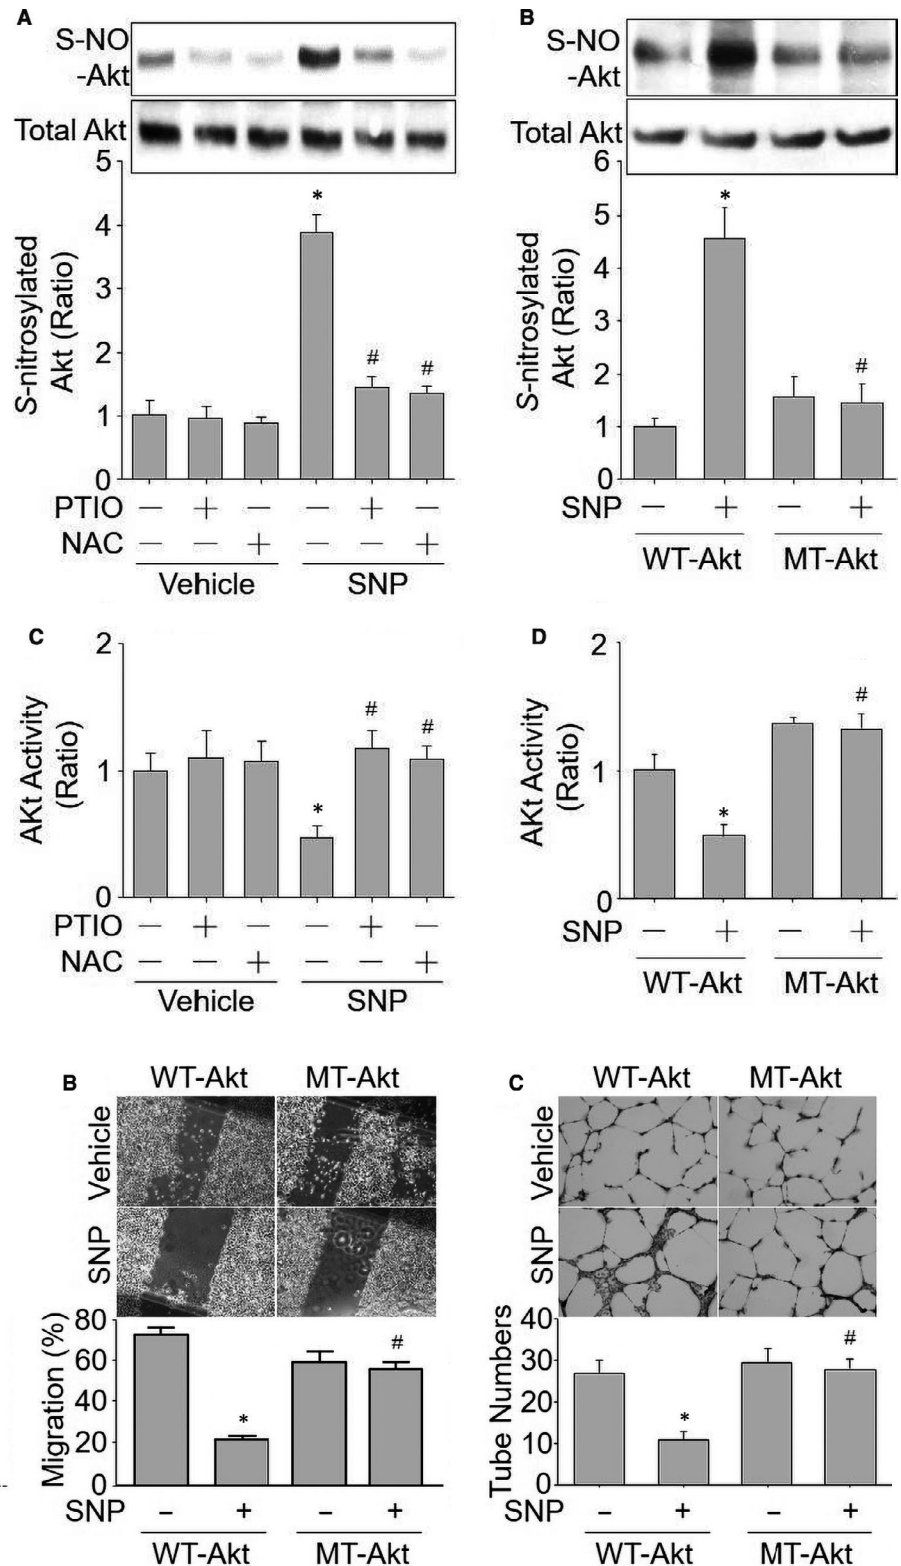 A
S-NO
-Akt
Total Akt
5
4
3
2
1
0
S-nitrosylated
Akt (Ratio)
*
#
#
PTIO — + — — + —
NAC — — + — — +
Vehicle SNP
B
S-NO
-Akt
Total Akt
6
5
4
3
2
1
0
S-nitrosylated
Akt (Ratio)
*
#
SNP — + — +
WT-Akt MT-Akt
C
2
1
0
AKt Activity
(Ratio)
*
#
#
PTIO — + — — + —
NAC — — + — — +
Vehicle SNP
D
2
1
0
AKt Activity
(Ratio)
*
#
SNP — + — +
WT-Akt MT-Akt
B
WT-Akt MT-Akt
Vehicle
SNP
80
60
40
20
0
Migration (%)
*
#
SNP – + – +
WT-Akt MT-Akt
C
WT-Akt MT-Akt
Vehicle
SNP
40
30
20
10
0
Tube Numbers
*
#
SNP – + – +
WT-Akt MT-Akt